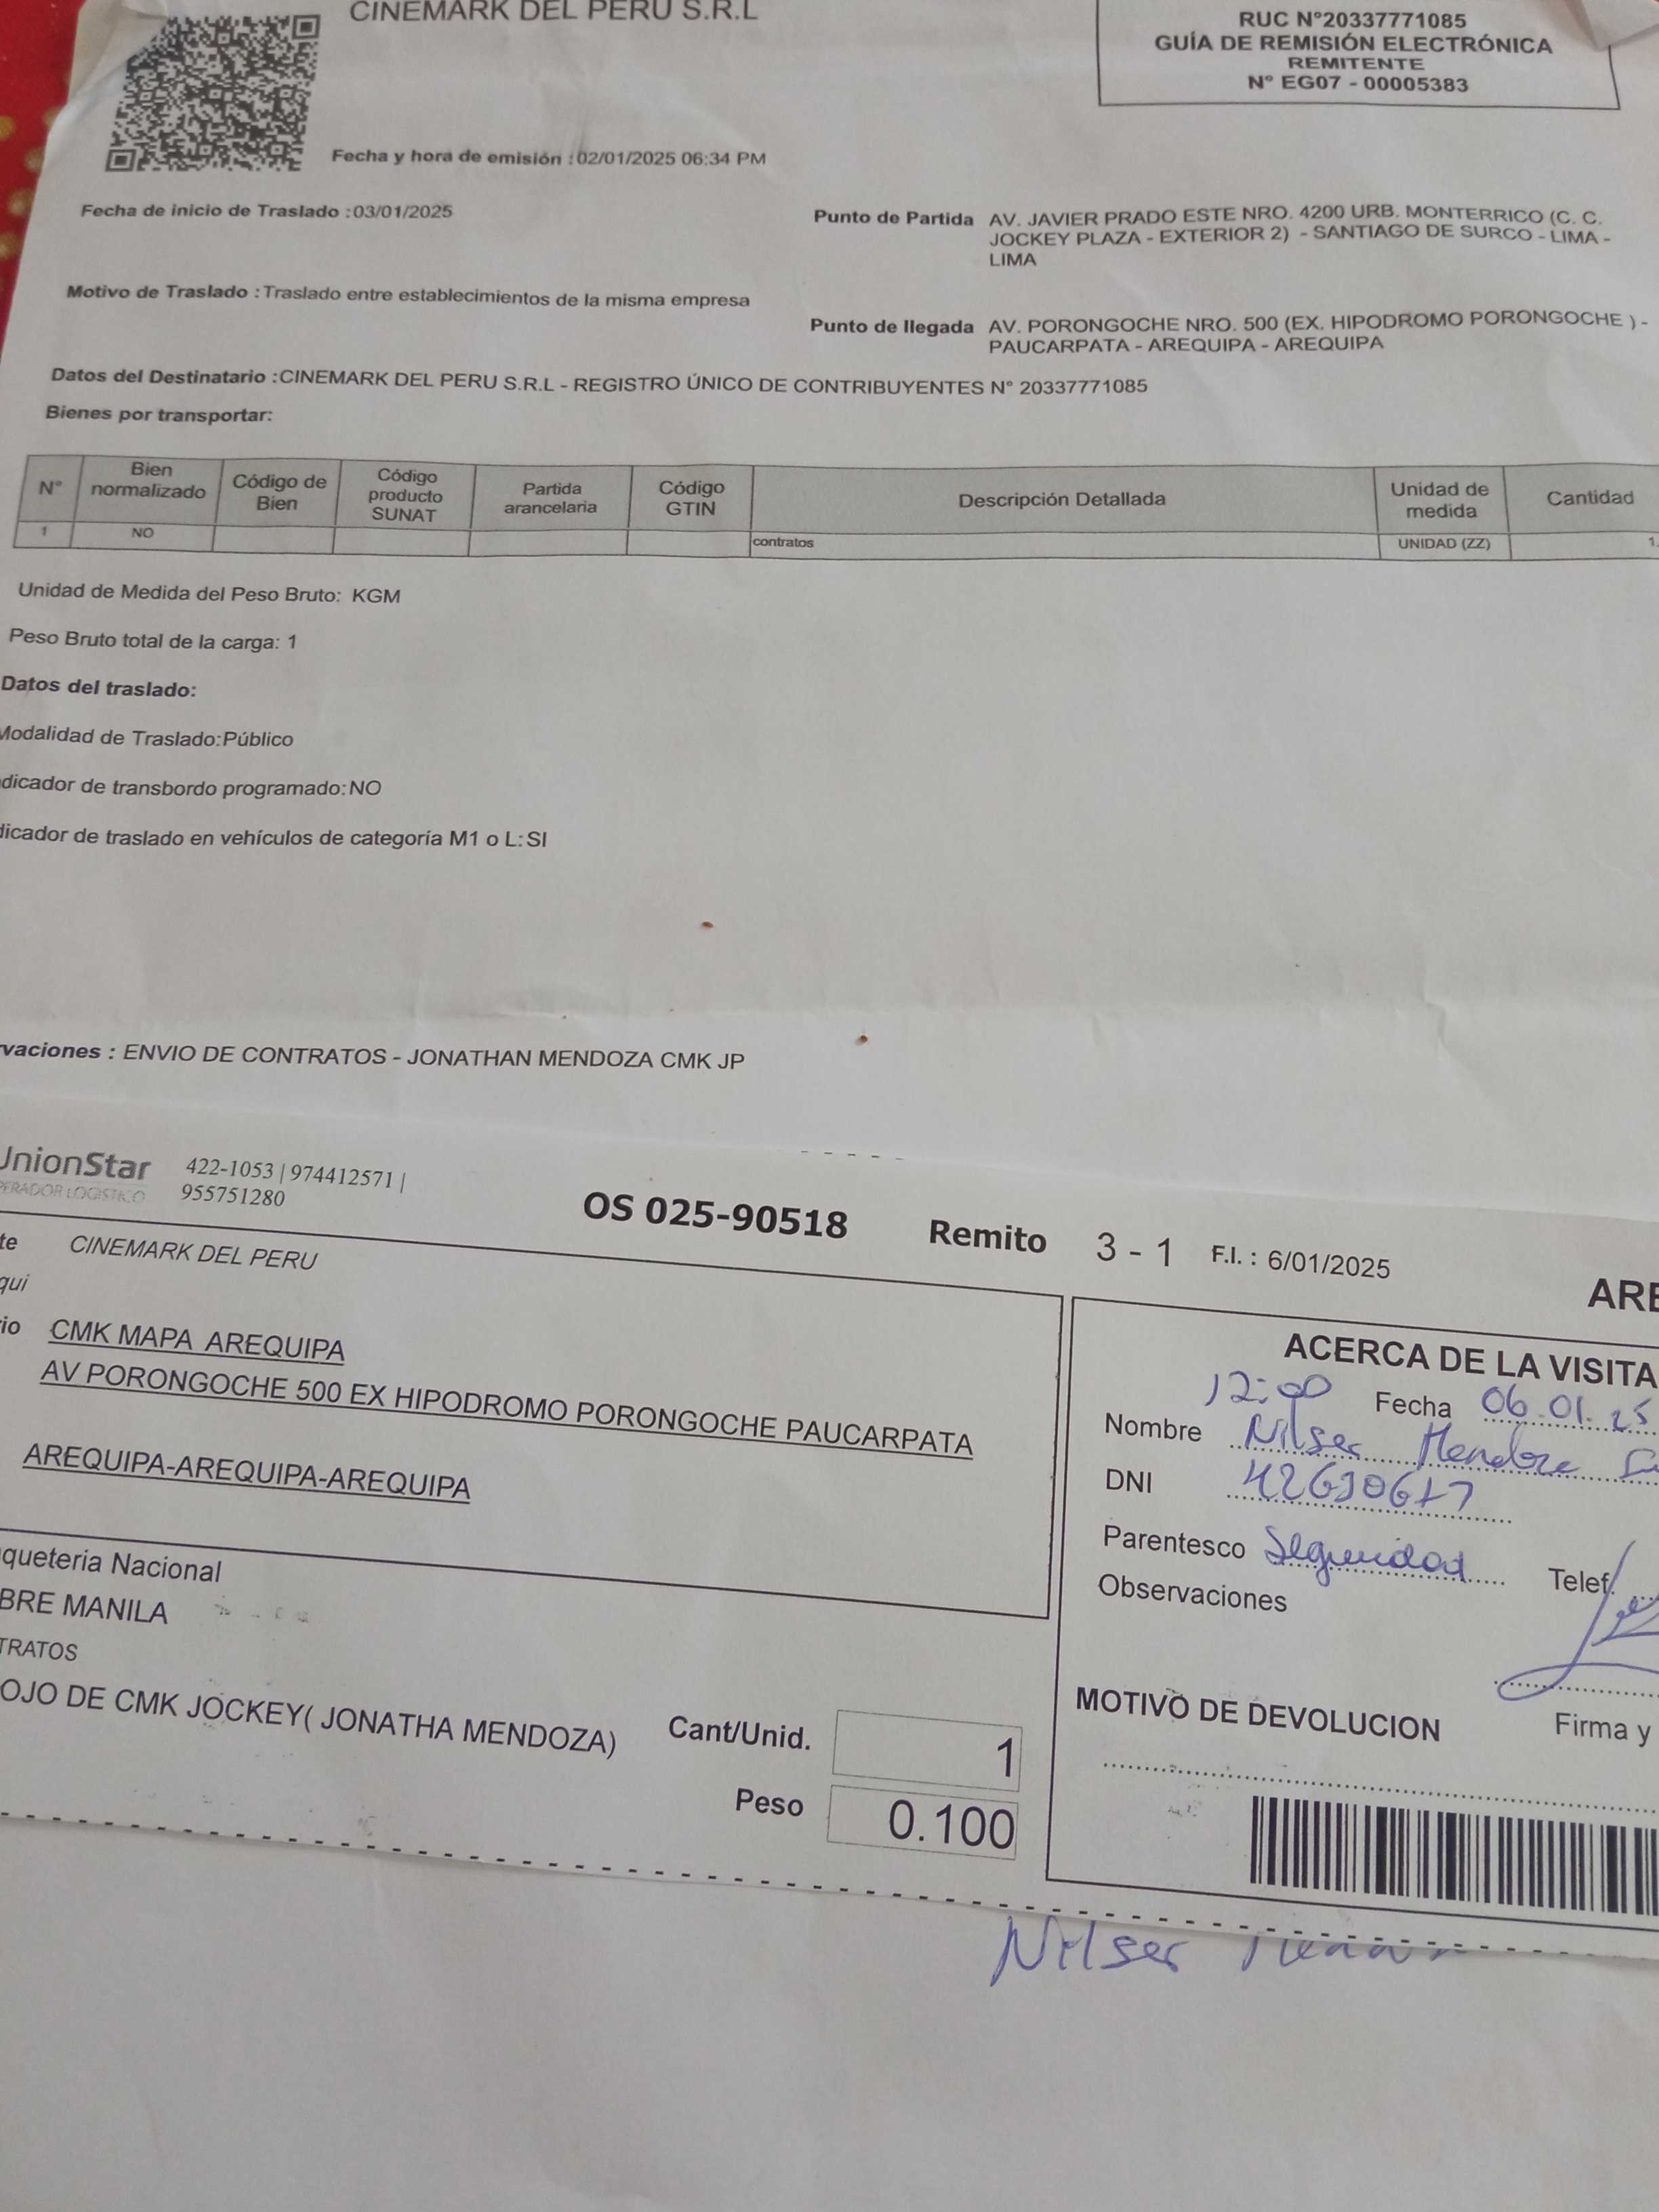 CINEMARK DEL PERU S.R.L
RUC N°20337771085
GUÍA DE REMISIÓN ELECTRÓNICA
REMITENTE
N° EG07 - 00005383
Fecha y hora de emisión :02/01/2025 06:34 PM
Fecha de inicio de Traslado :03/01/2025
Punto de Partida AV. JAVIER PRADO ESTE NRO. 4200 URB. MONTERRICO (C. C.
JOCKEY PLAZA - EXTERIOR 2) - SANTIAGO DE SURCO - LIMA -
LIMA
Motivo de Traslado :Traslado entre establecimientos de la misma empresa
Punto de llegada AV. PORONGOCHE NRO. 500 (EX. HIPODROMO PORONGOCHE ) -
PAUCARPATA - AREQUIPA - AREQUIPA
Datos del Destinatario :CINEMARK DEL PERU S.R.L - REGISTRO ÚNICO DE CONTRIBUYENTES N° 20337771085
Bienes por transportar:
N° Bien normalizado Código de Bien Código producto SUNAT Partida arancelaria Código GTIN Descripción Detallada Unidad de medida Cantidad
1 NO contratos UNIDAD (ZZ) 1.
Unidad de Medida del Peso Bruto: KGM
Peso Bruto total de la carga: 1
Datos del traslado:
Modalidad de Traslado:Público
dicador de transbordo programado:NO
dicador de traslado en vehículos de categoría M1 o L:SI
vaciones : ENVIO DE CONTRATOS - JONATHAN MENDOZA CMK JP
UnionStar
PERADOR LOGÍSTICO
422-1053 | 974412571 |
955751280
OS 025-90518 Remito 3 - 1 F.I. : 6/01/2025
ARE
te CINEMARK DEL PERU
qui
io CMK MAPA AREQUIPA
AV PORONGOCHE 500 EX HIPODROMO PORONGOCHE PAUCARPATA
AREQUIPA-AREQUIPA-AREQUIPA
queteria Nacional
BRE MANILA
TRATOS
OJO DE CMK JOCKEY( JONATHA MENDOZA)
Cant/Unid. 1
Peso 0.100
ACERCA DE LA VISITA
12:00 Fecha 06.01.25
Nombre Nilser Mendoza
DNI
Parentesco Seguridad Telef.
Observaciones
MOTIVO DE DEVOLUCION
Firma y
Nilser